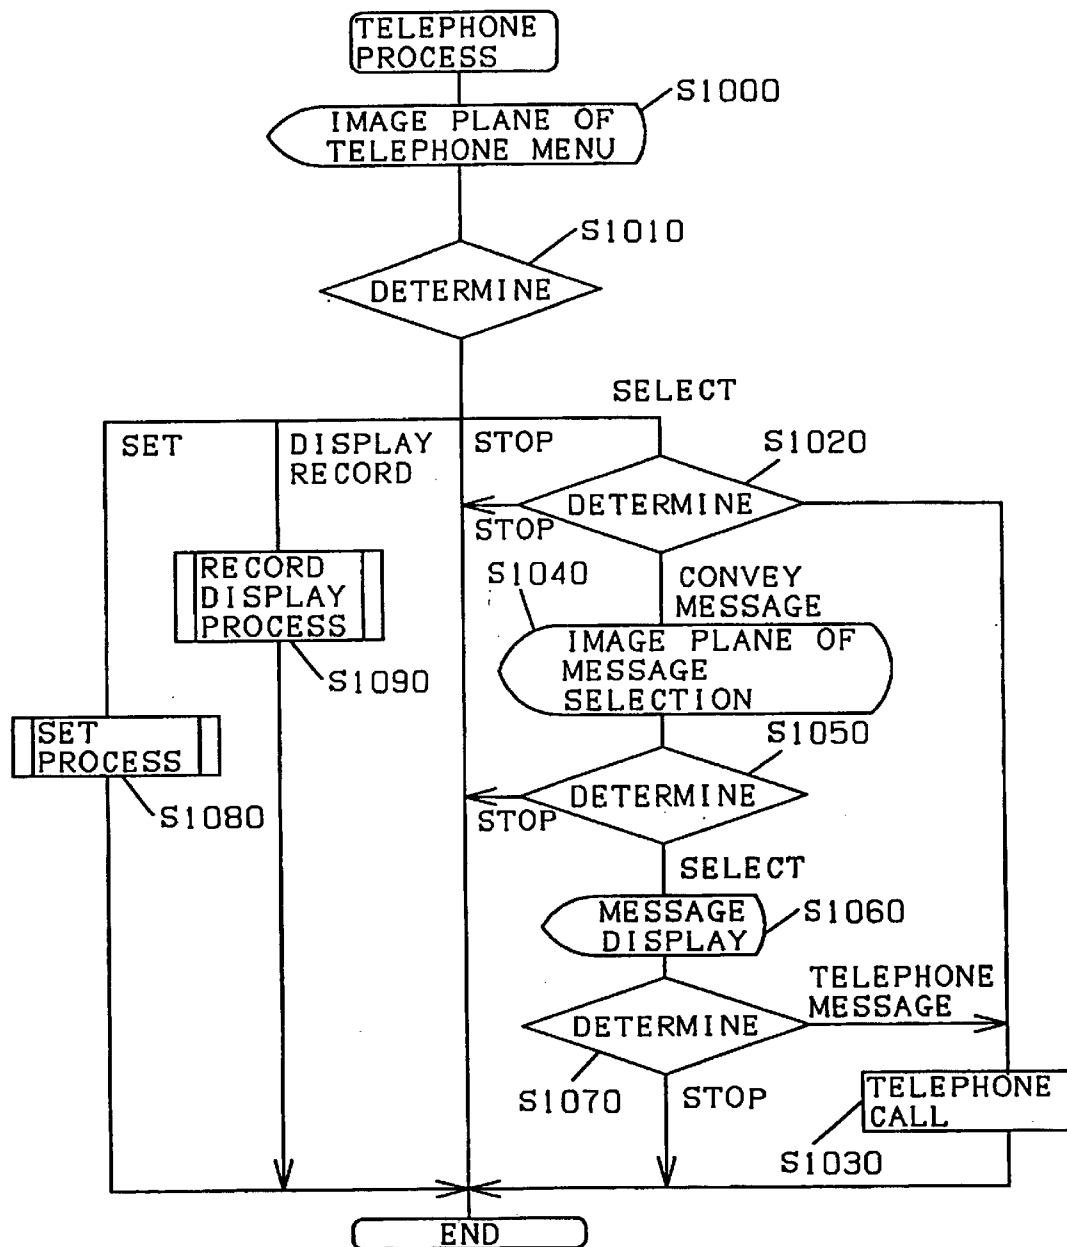 TELEPHONE
PROCESS
S1000
IMAGE PLANE OF
TELEPHONE MENU
S1010
DETERMINE
SELECT
SET
DISPLAY
RECORD
STOP
S1020
DETERMINE
STOP
S1040
CONVEY
MESSAGE
RECORD
DISPLAY
PROCESS
S1090
IMAGE PLANE OF
MESSAGE
SELECTION
SET
PROCESS
S1080
S1050
DETERMINE
STOP
SELECT
MESSAGE
DISPLAY
S1060
TELEPHONE
MESSAGE
DETERMINE
S1070
STOP
TELEPHONE
CALL
S1030
END